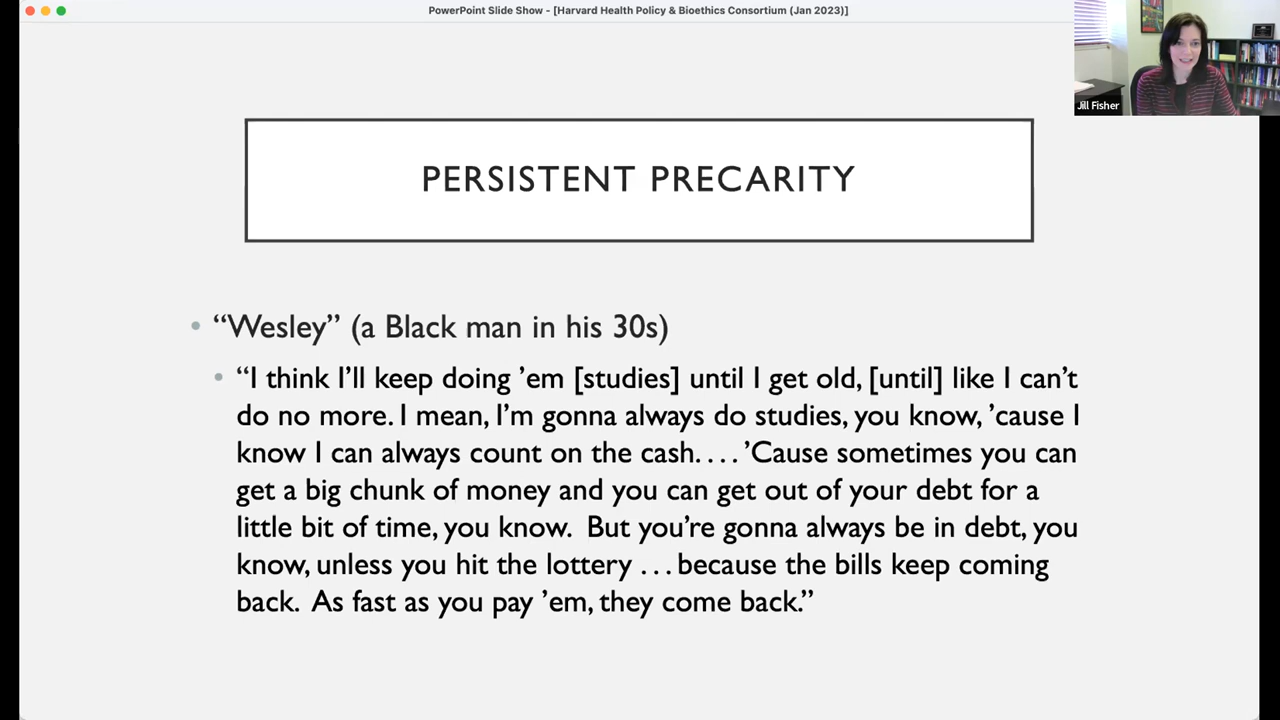 PowerPoint Slide Show - [Harvard Health Policy & Bioethics Consortium (Jan 2023)]
Jill Fisher
PERSISTENT PRECARITY
• “Wesley” (a Black man in his 30s)
• “I think I’ll keep doing ’em [studies] until I get old, [until] like I can’t
do no more. I mean, I’m gonna always do studies, you know, ’cause I
know I can always count on the cash. . . . ’Cause sometimes you can
get a big chunk of money and you can get out of your debt for a
little bit of time, you know. But you’re gonna always be in debt, you
know, unless you hit the lottery . . . because the bills keep coming
back. As fast as you pay ’em, they come back.”